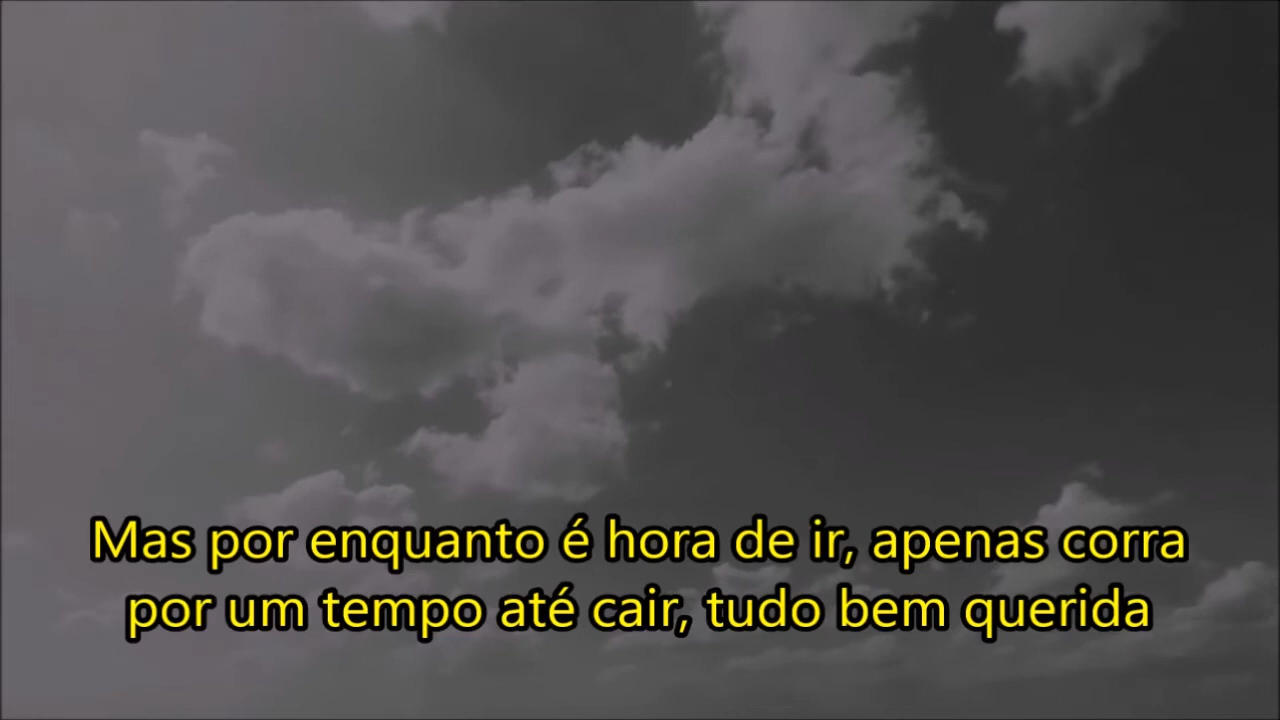 Mas por enquanto é hora de ir, apenas corra
por um tempo até cair, tudo bem querida